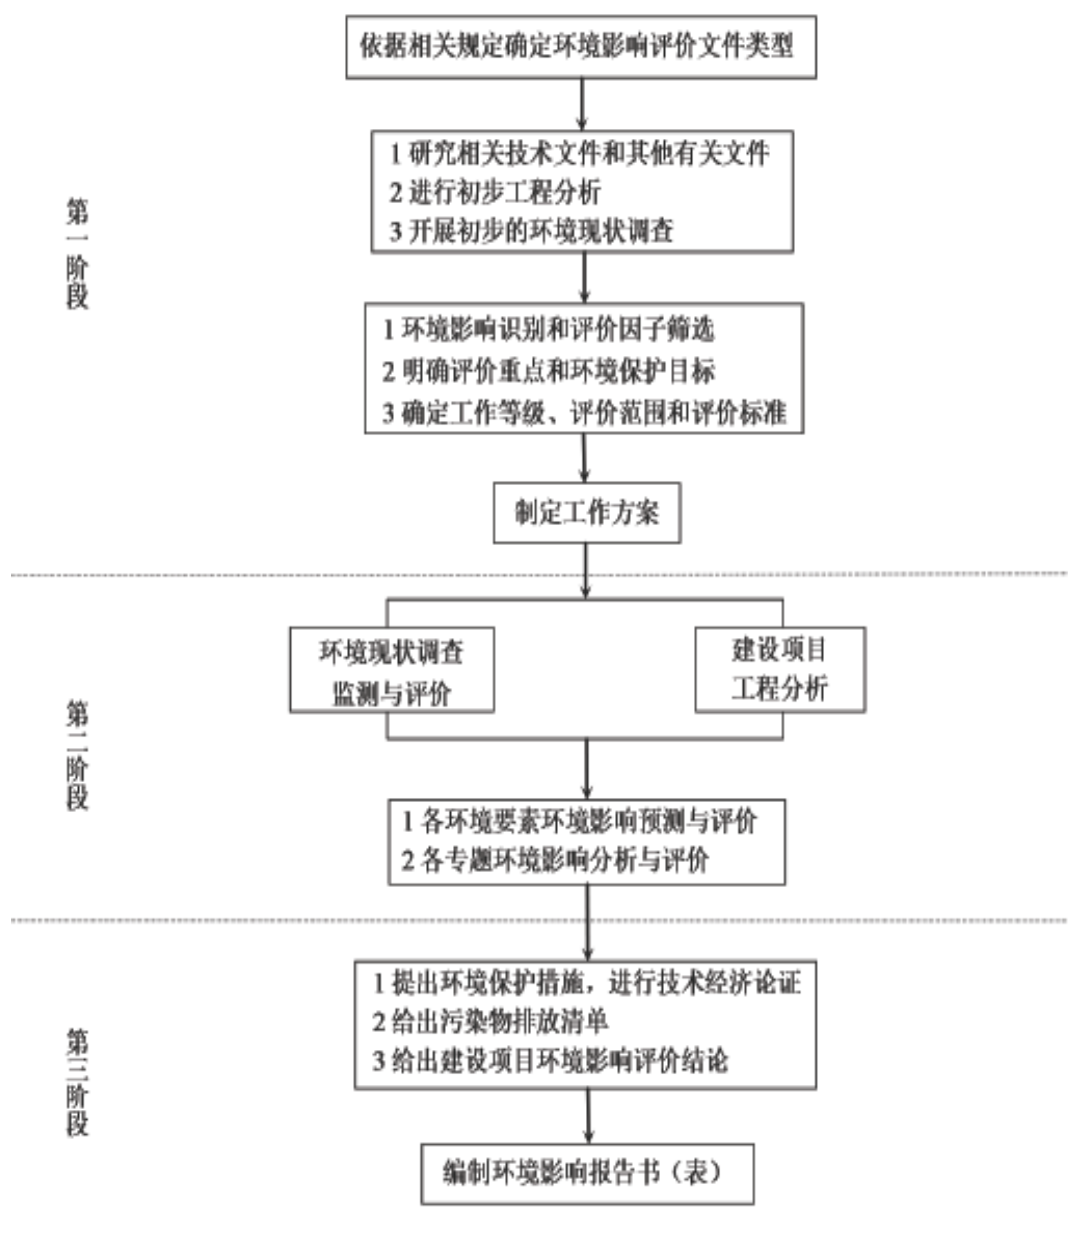 依据相关规定确定环境影响评价文件类型
1 研究相关技术文件和其他有关文件
2 进行初步工程分析
3 开展初步的环境现状调查
第一阶段
1 环境影响识别和评价因子筛选
2 明确评价重点和环境保护目标
3 确定工作等级、评价范围和评价标准
制定工作方案
环境现状调查
监测与评价
建设项目
工程分析
第二阶段
1 各环境要素环境影响预测与评价
2 各专题环境影响分析与评价
1 提出环境保护措施，进行技术经济论证
2 给出污染物排放清单
3 给出建设项目环境影响评价结论
第三阶段
编制环境影响报告书（表）